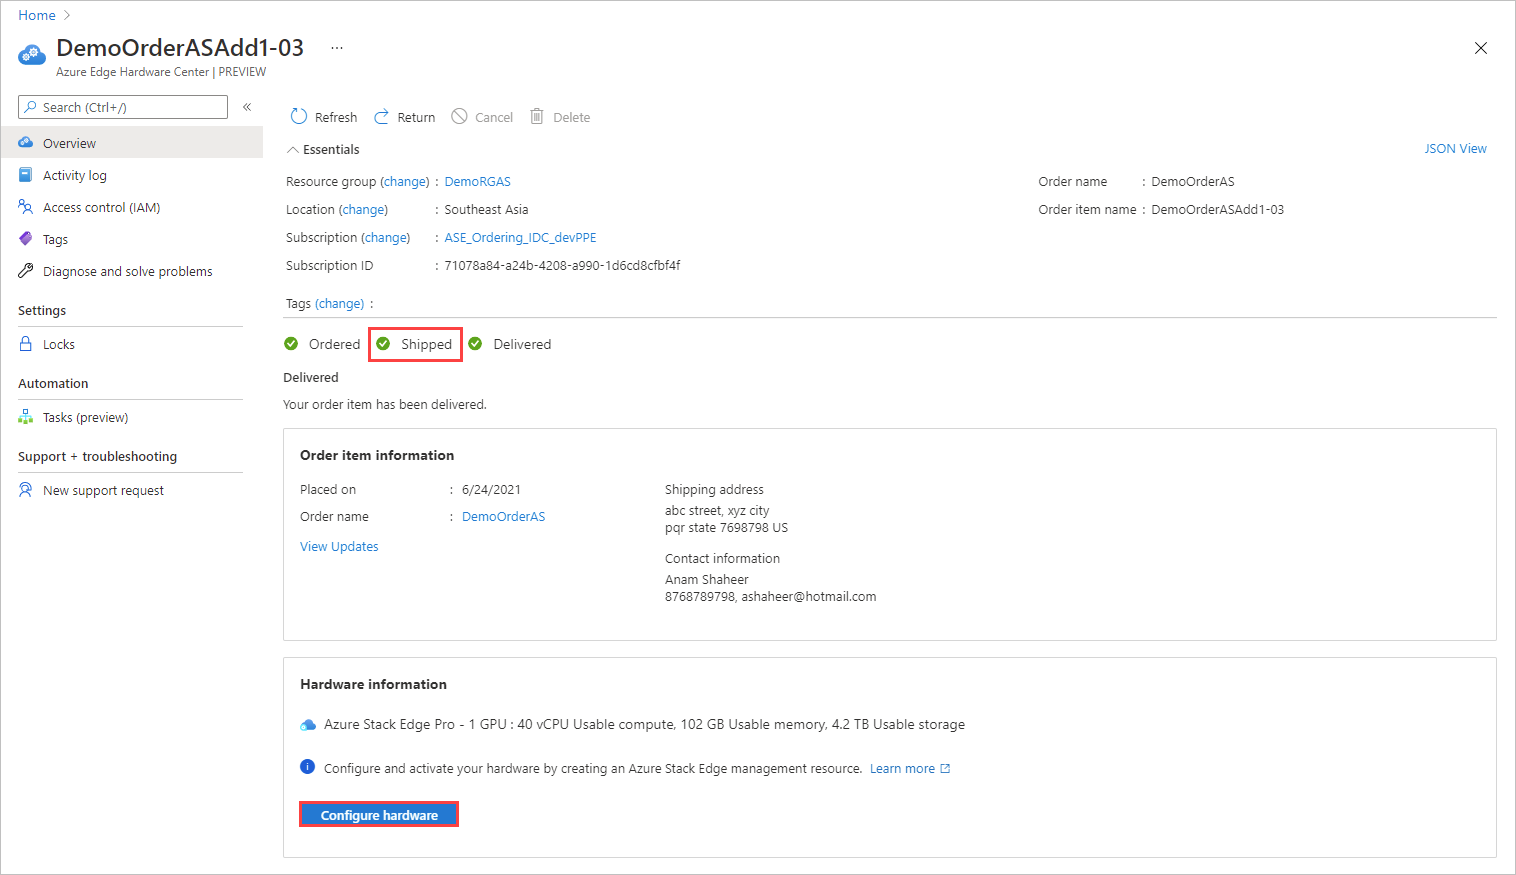 Home >
DemoOrderASAdd1-03 ...
Azure Edge Hardware Center | PREVIEW
Search (Ctrl+/) «
Overview
Activity log
Access control (IAM)
Tags
Diagnose and solve problems
Settings
Locks
Automation
Tasks (preview)
Support + troubleshooting
New support request
Refresh Return Cancel Delete
Essentials JSON View
Resource group (change) : DemoRGAS
Location (change) : Southeast Asia
Subscription (change) : ASE_Ordering_IDC_devPPE
Subscription ID : 71078a84-a24b-4208-a990-1d6cd8cfbf4f
Order name : DemoOrderAS
Order item name : DemoOrderASAdd1-03
Tags (change) :
Ordered Shipped Delivered
Delivered
Your order item has been delivered.
Order item information
Placed on : 6/24/2021
Order name : DemoOrderAS
View Updates
Shipping address
abc street, xyz city
pqr state 7698798 US
Contact information
Anam Shaheer
8768789798, ashaheer@hotmail.com
Hardware information
Azure Stack Edge Pro - 1 GPU : 40 vCPU Usable compute, 102 GB Usable memory, 4.2 TB Usable storage
Configure and activate your hardware by creating an Azure Stack Edge management resource. Learn more
Configure hardware